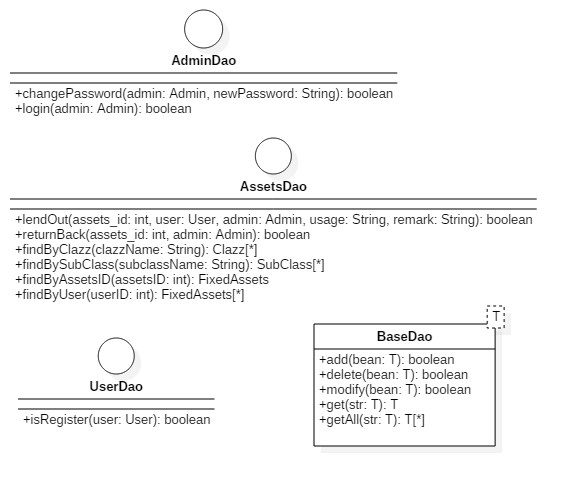 AdminDao
+changePassword(admin: Admin, newPassword: String): boolean
+login(admin: Admin): boolean
AssetsDao
+lendOut(assets_id: int, user: User, admin: Admin, usage: String, remark: String): boolean
+returnBack(assets_id: int, admin: Admin): boolean
+findByClazz(clazzName: String): Clazz[*]
+findBySubClass(subclassName: String): SubClass[*]
+findByAssetsID(assetsID: int): FixedAssets
+findByUser(userID: int): FixedAssets[*]
UserDao
+isRegister(user: User): boolean
T
BaseDao
+add(bean: T): boolean
+delete(bean: T): boolean
+modify(bean: T): boolean
+get(str: T): T
+getAll(str: T): T[*]